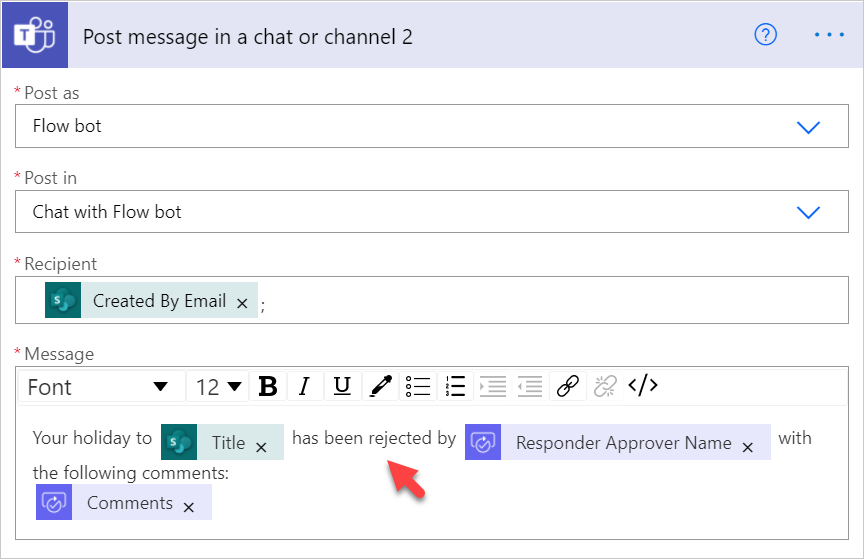 Post message in a chat or channel 2
* Post as
Flow bot
* Post in
Chat with Flow bot
* Recipient
Created By Email × ;
* Message
Font 12 B I U </>
Your holiday to Title × has been rejected by Responder Approver Name × with
the following comments:
Comments ×